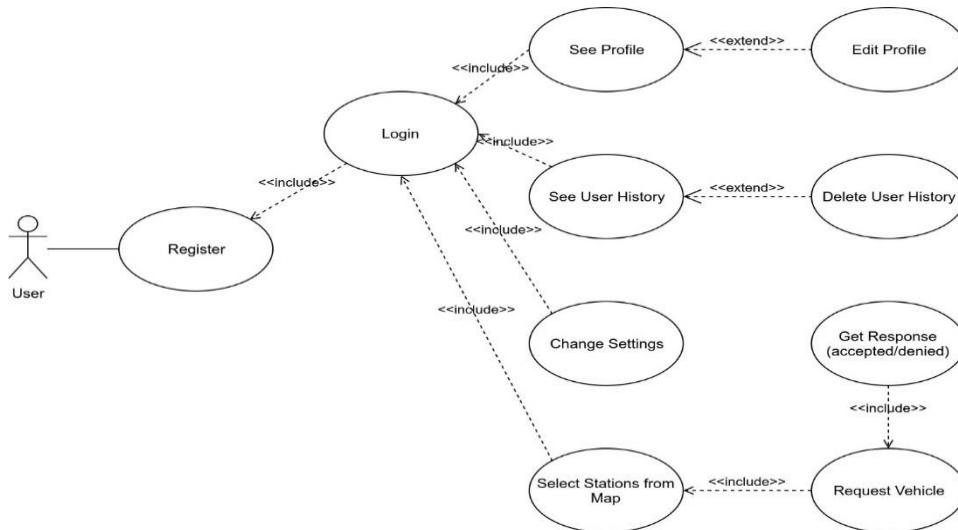 See Profile
<<extend>>
Edit Profile
<<include>>
Login
<<include>>
<<include>>
See User History
<<extend>>
Delete User History
Register
<<include>>
User
<<include>>
Change Settings
Get Response
(accepted/denied)
<<include>>
Select Stations from
Map
<<include>>
Request Vehicle